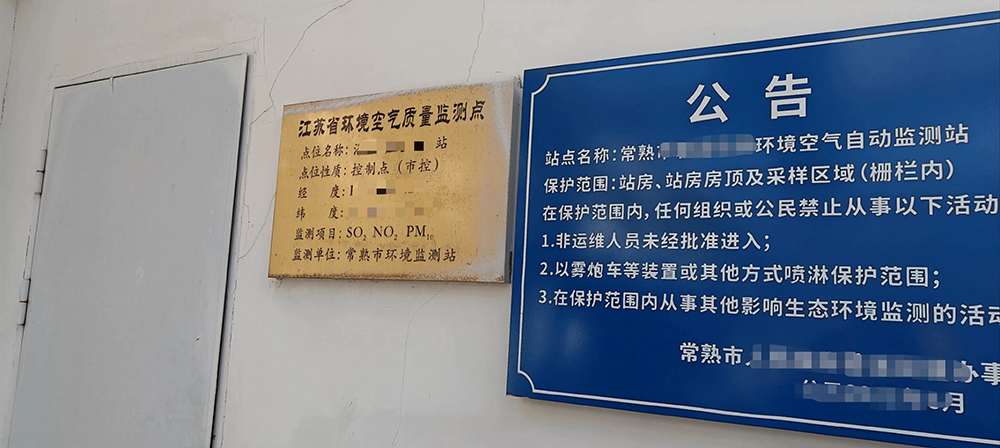 江苏省环境空气质量监测点
点位名称: 站
点位性质: 控制点（市控）
经 度:
纬 度:
监测项目: SO₂ NO₂ PM₁₀
监测单位: 常熟市环境监测站
公告
站点名称:常熟市 环境空气自动监测站
保护范围:站房、站房房顶及采样区域(栅栏内)
在保护范围内,任何组织或公民禁止从事以下活动
1.非运维人员未经批准进入;
2.以雾炮车等装置或其他方式喷淋保护范围;
3.在保护范围内从事其他影响生态环境监测的活动
常熟市 办事
月